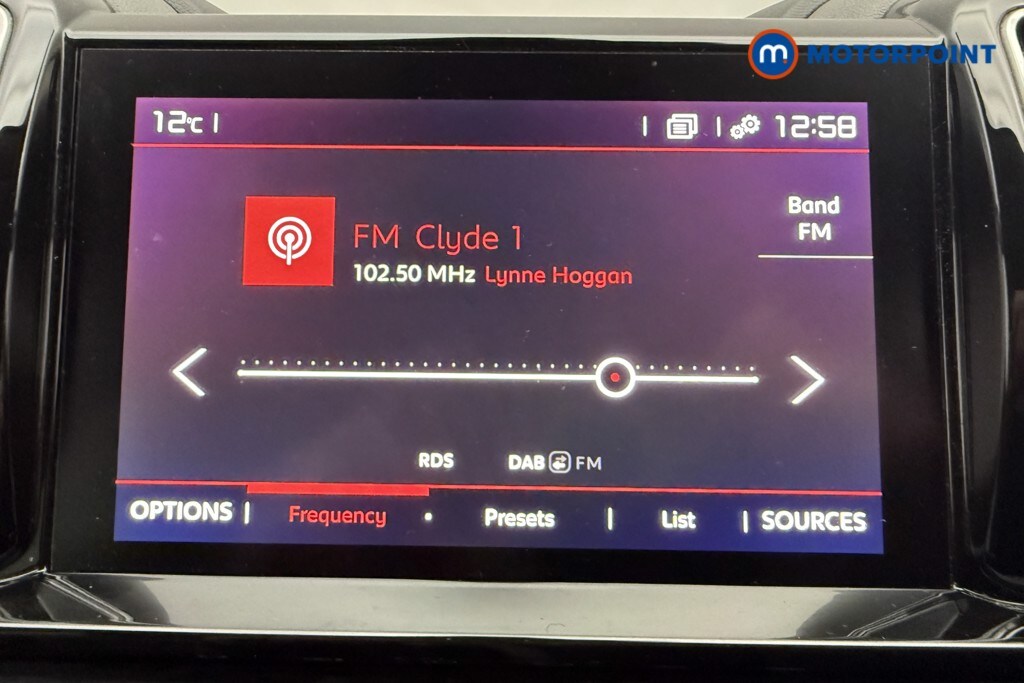 m MOTORPOINT
12°C | | | 12:58
Band
FM
FM Clyde 1
102.50 MHz Lynne Hoggan
RDS DAB FM
OPTIONS | Frequency • Presets | List | SOURCES